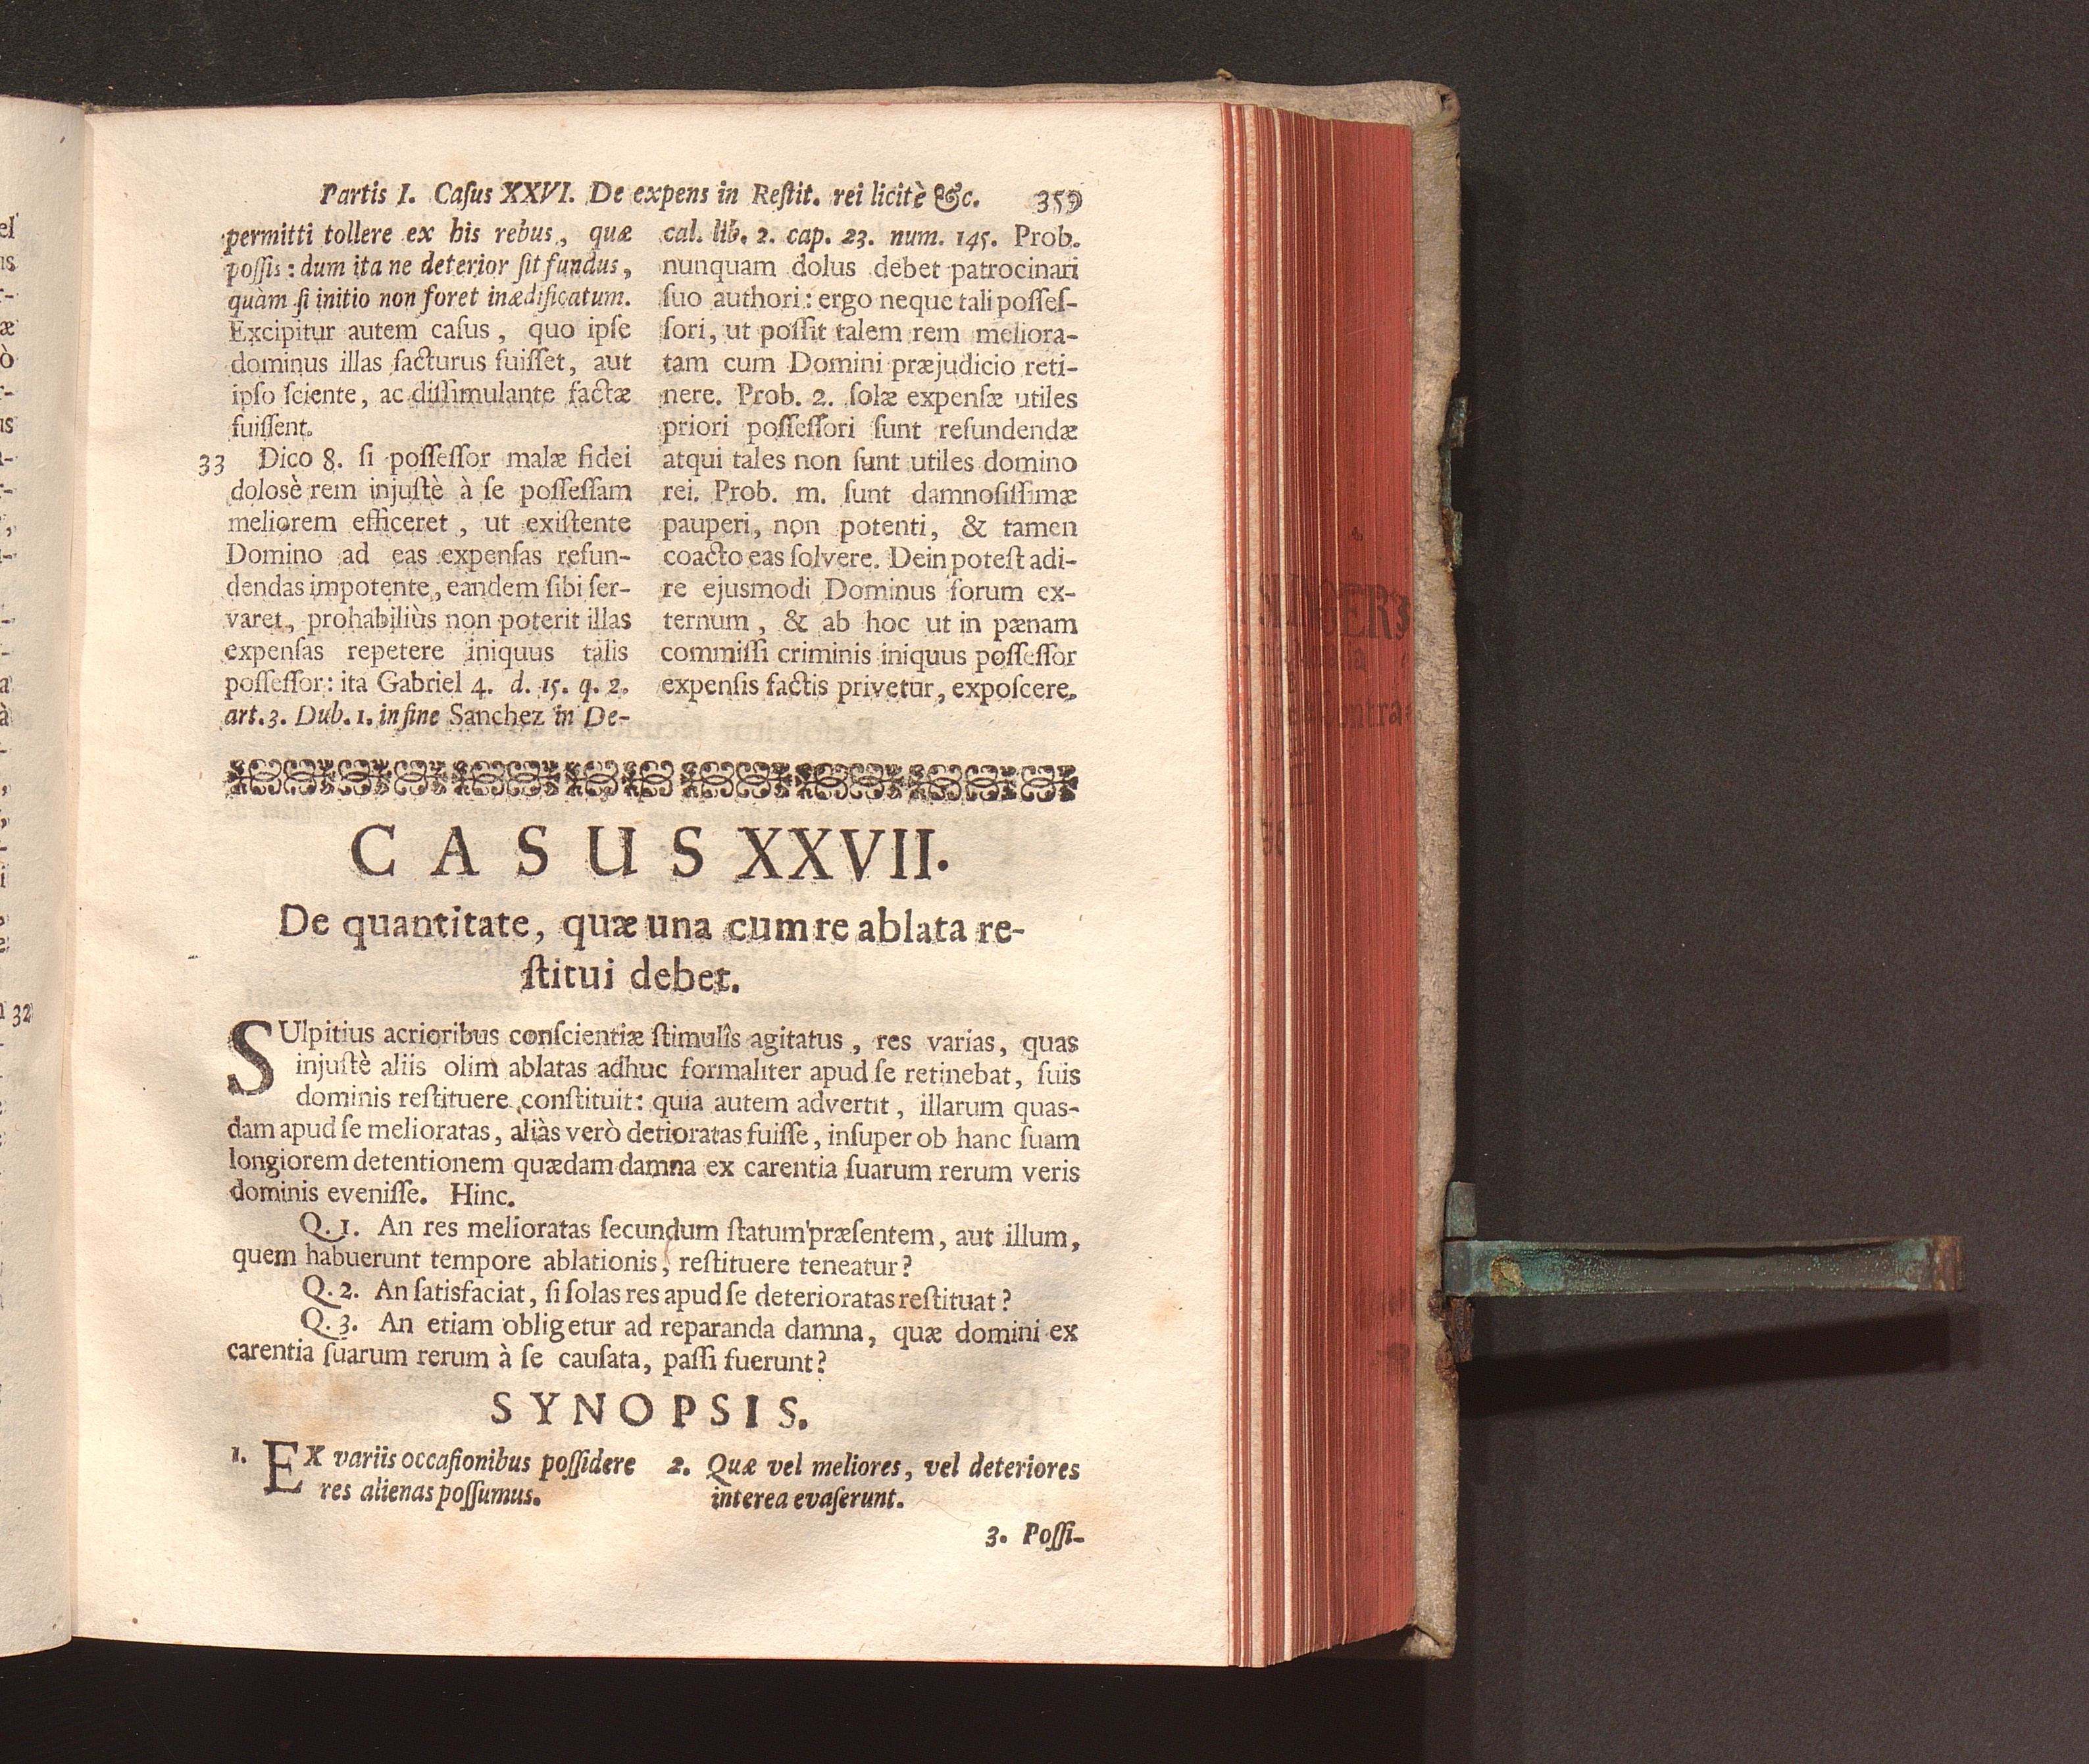 Partis I. Caſus XXVI. De expens in Reſtit. rei licitè &c. 359
permitti tollere ex his rebus, quæ
poſſis: dum ita ne deterior ſit fundus,
quàm ſi initio non foret inædificatum.
Excipitur autem caſus, quo ipſe
dominus illas facturus fuiſſet, aut
ipſo ſciente, ac diſſimulante factæ
fuiſſent.
33 Dico 8. ſi poſſeſſor malæ fidei
dolosè rem injuſtè à ſe poſſeſſam
meliorem efficeret, ut exiſtente
Domino ad eas expenſas refun-
dendas impotente, eandem ſibi ſer-
varet, prohabiliùs non poterit illas
expenſas repetere iniquus talis
poſſeſſor: ita Gabriel 4. d. 15. q. 2.
art. 3. Dub. 1. in fine Sanchez in De-
cal. lib. 2. cap. 23. num. 145. Prob.
nunquam dolus debet patrocinari
ſuo authori: ergo neque tali poſſeſ-
ſori, ut poſſit talem rem meliora-
tam cum Domini præjudicio reti-
nere. Prob. 2. ſolæ expenſæ utiles
priori poſſeſſori ſunt refundendæ
atqui tales non ſunt utiles domino
rei. Prob. m. ſunt damnoſiſſimæ
pauperi, non potenti, & tamen
coacto eas ſolvere. Dein poteſt adi-
re ejusmodi Dominus forum ex-
ternum, & ab hoc ut in pænam
commiſſi criminis iniquus poſſeſſor
expenſis factis privetur, expoſcere.
CASUS XXVII.
De quantitate, quæ una cum re ablata re-
ſtitui debet.
SUlpitius acrioribus conſcientiæ ſtimulîs agitatus, res varias, quas
injuſtè aliis olim ablatas adhuc formaliter apud ſe retinebat, ſuis
dominis reſtituere conſtituit: quia autem advertit, illarum quas-
dam apud ſe melioratas, aliàs verò detioratas fuiſſe, inſuper ob hanc ſuam
longiorem detentionem quædam damna ex carentia ſuarum rerum veris
dominis eveniſſe. Hinc.
Q. 1. An res melioratas ſecundum ſtatum præſentem, aut illum,
quem habuerunt tempore ablationis, reſtituere teneatur?
Q. 2. An ſatisfaciat, ſi ſolas res apud ſe deterioratas reſtituat?
Q. 3. An etiam obligetur ad reparanda damna, quæ domini ex
carentia ſuarum rerum à ſe cauſata, paſſi fuerunt?
SYNOPSIS.
1. EX variis occaſionibus poſſidere
res alienas poſſumus.
2. Quæ vel meliores, vel deteriores
interea evaſerunt.
3. Poſſi-
32